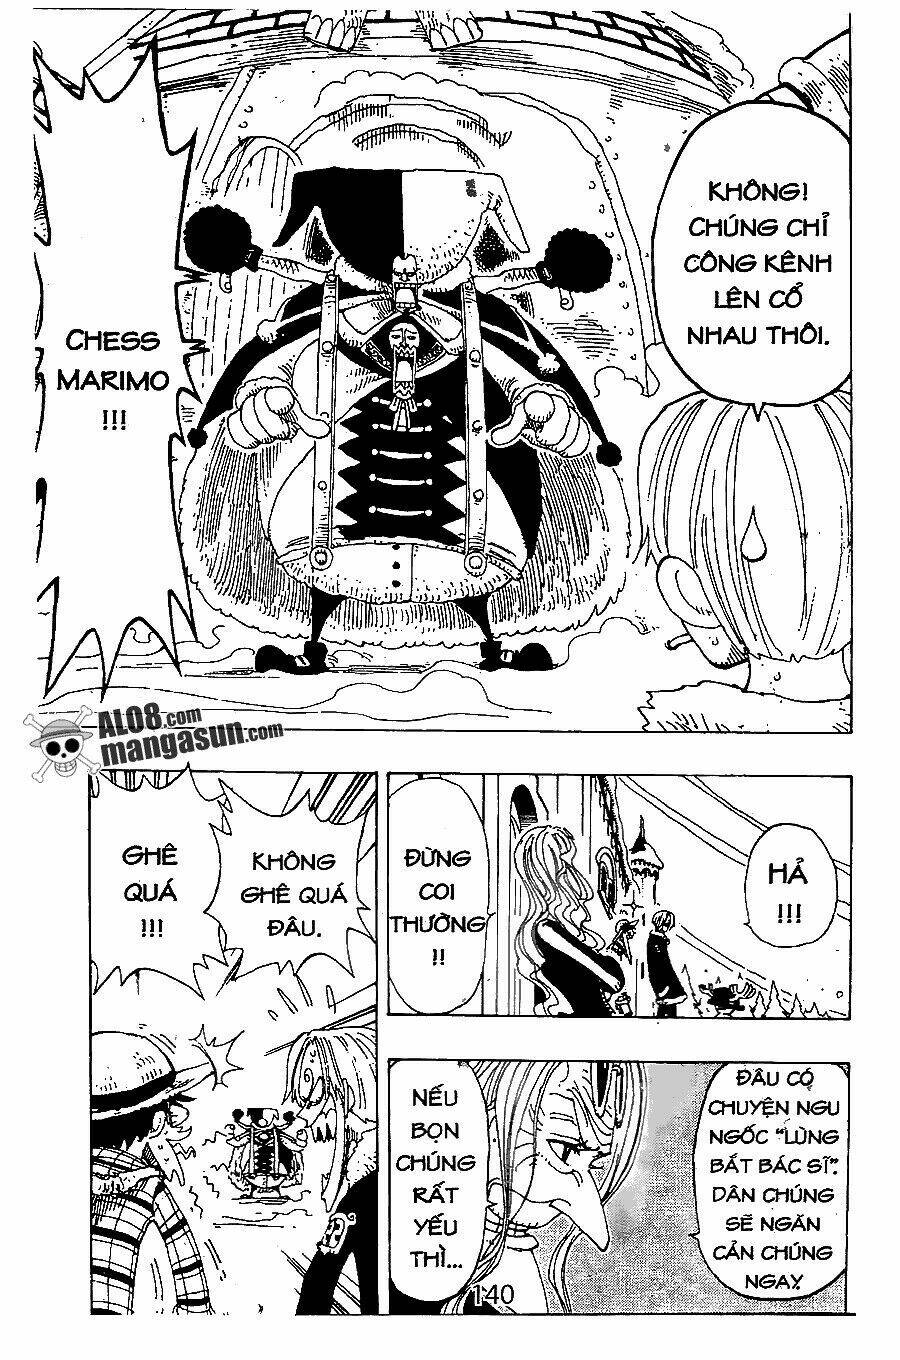 KHÔNG!
CHÚNG CHỈ
CÔNG KÊNH
LÊN CỔ
NHAU THÔI.
CHESS
MARIMO
!!!
AL08.com
mangasun.com
HẢ
!!!
ĐỪNG
COI
THƯỜNG
!!
KHÔNG
GHÊ QUÁ
ĐÂU.
GHÊ
QUÁ
!!!
ĐÂU CÓ
CHUYỆN NGU
NGỐC "LÙNG
BẮT BÁC SĨ".
DÂN CHÚNG
SẼ NGĂN
CẢN CHÚNG
NGAY.
NẾU
BỌN
CHÚNG
RẤT
YẾU
THÌ...
140